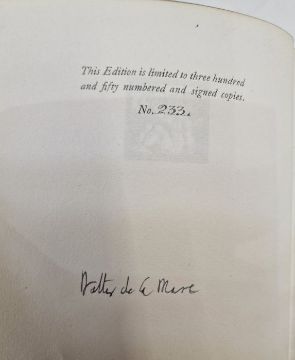 This Edition is limited to three hundred
and fifty numbered and signed copies.
No. 233.
Walter de la Mare